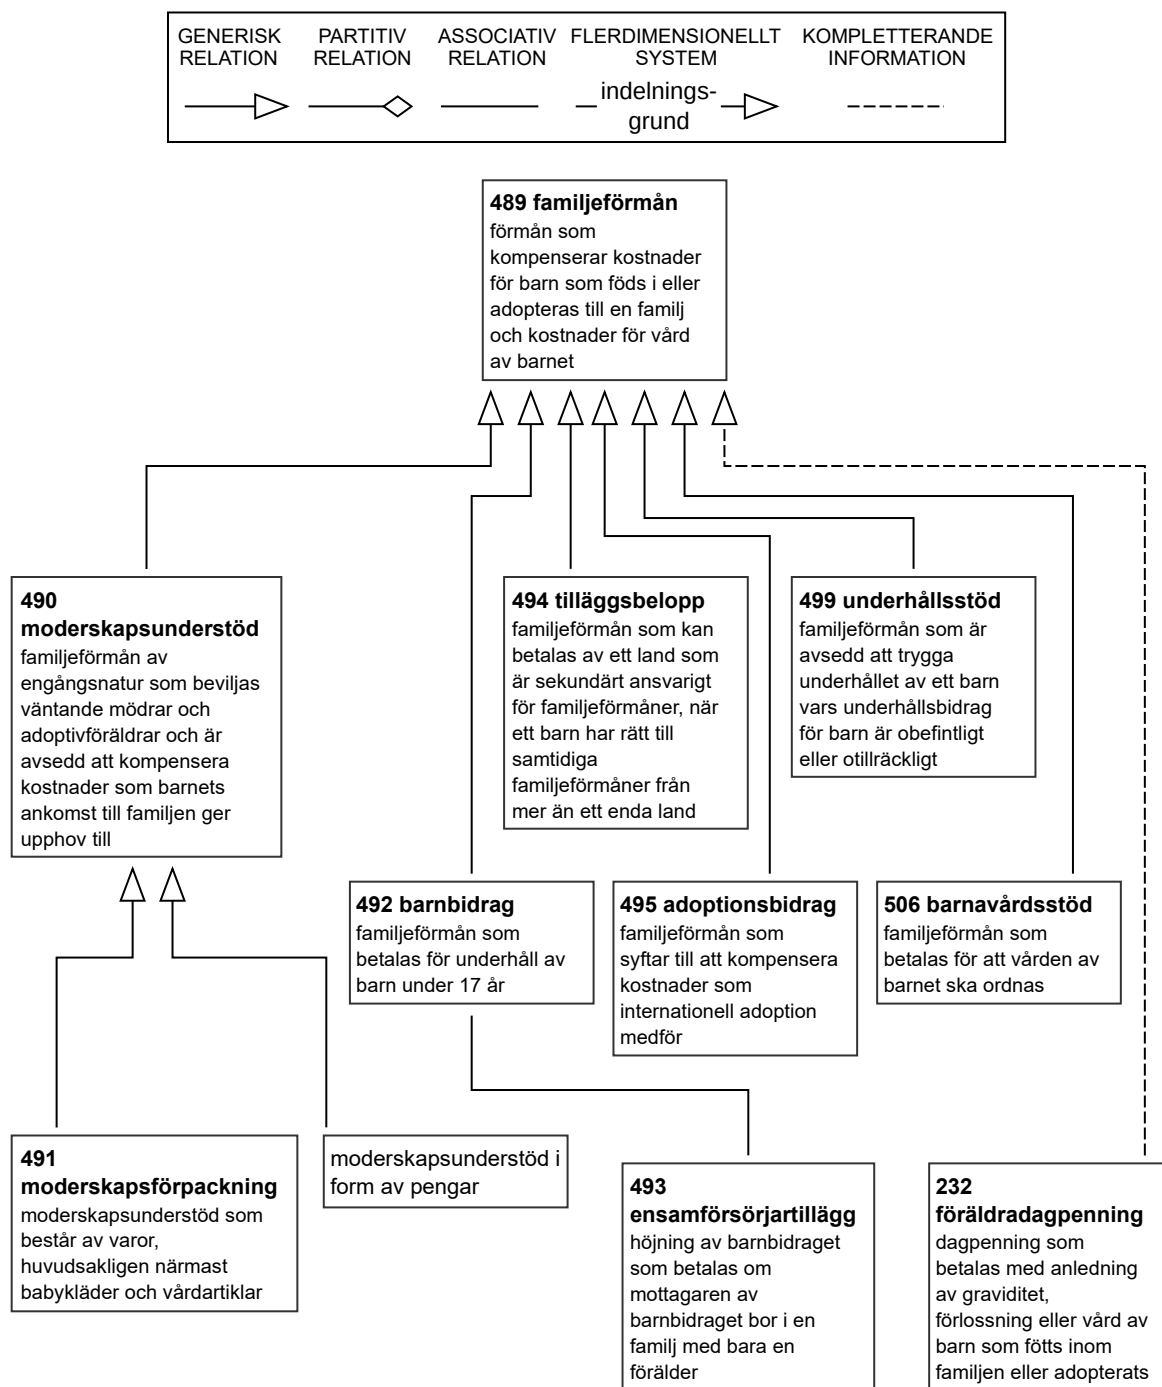 GENERISK
RELATION
PARTITIV
RELATION
ASSOCIATIV
RELATION
FLERDIMENSIONELLT
SYSTEM
KOMPLETTERANDE
INFORMATION
indelnings-
grund
489 familjeförmån
förmån som
kompenserar kostnader
för barn som föds i eller
adopteras till en familj
och kostnader för vård
av barnet
490
moderskapsunderstöd
familjeförmån av
engångsnatur som beviljas
väntande mödrar och
adoptivföräldrar och är
avsedd att kompensera
kostnader som barnets
ankomst till familjen ger
upphov till
494 tilläggsbelopp
familjeförmån som kan
betalas av ett land som
är sekundärt ansvarigt
för familjeförmåner, när
ett barn har rätt till
samtidiga
familjeförmåner från
mer än ett enda land
499 underhållsstöd
familjeförmån som är
avsedd att trygga
underhållet av ett barn
vars underhållsbidrag
för barn är obefintligt
eller otillräckligt
492 barnbidrag
familjeförmån som
betalas för underhåll av
barn under 17 år
495 adoptionsbidrag
familjeförmån som
syftar till att kompensera
kostnader som
internationell adoption
medför
506 barnavårdsstöd
familjeförmån som
betalas för att vården av
barnet ska ordnas
491
moderskapsförpackning
moderskapsunderstöd som
består av varor,
huvudsakligen närmast
babykläder och vårdartiklar
moderskapsunderstöd i
form av pengar
493
ensamförsörjartillägg
höjning av barnbidraget
som betalas om
mottagaren av
barnbidraget bor i en
familj med bara en
förälder
232
föräldradagpenning
dagpenning som
betalas med anledning
av graviditet,
förlossning eller vård av
barn som fötts inom
familjen eller adopterats